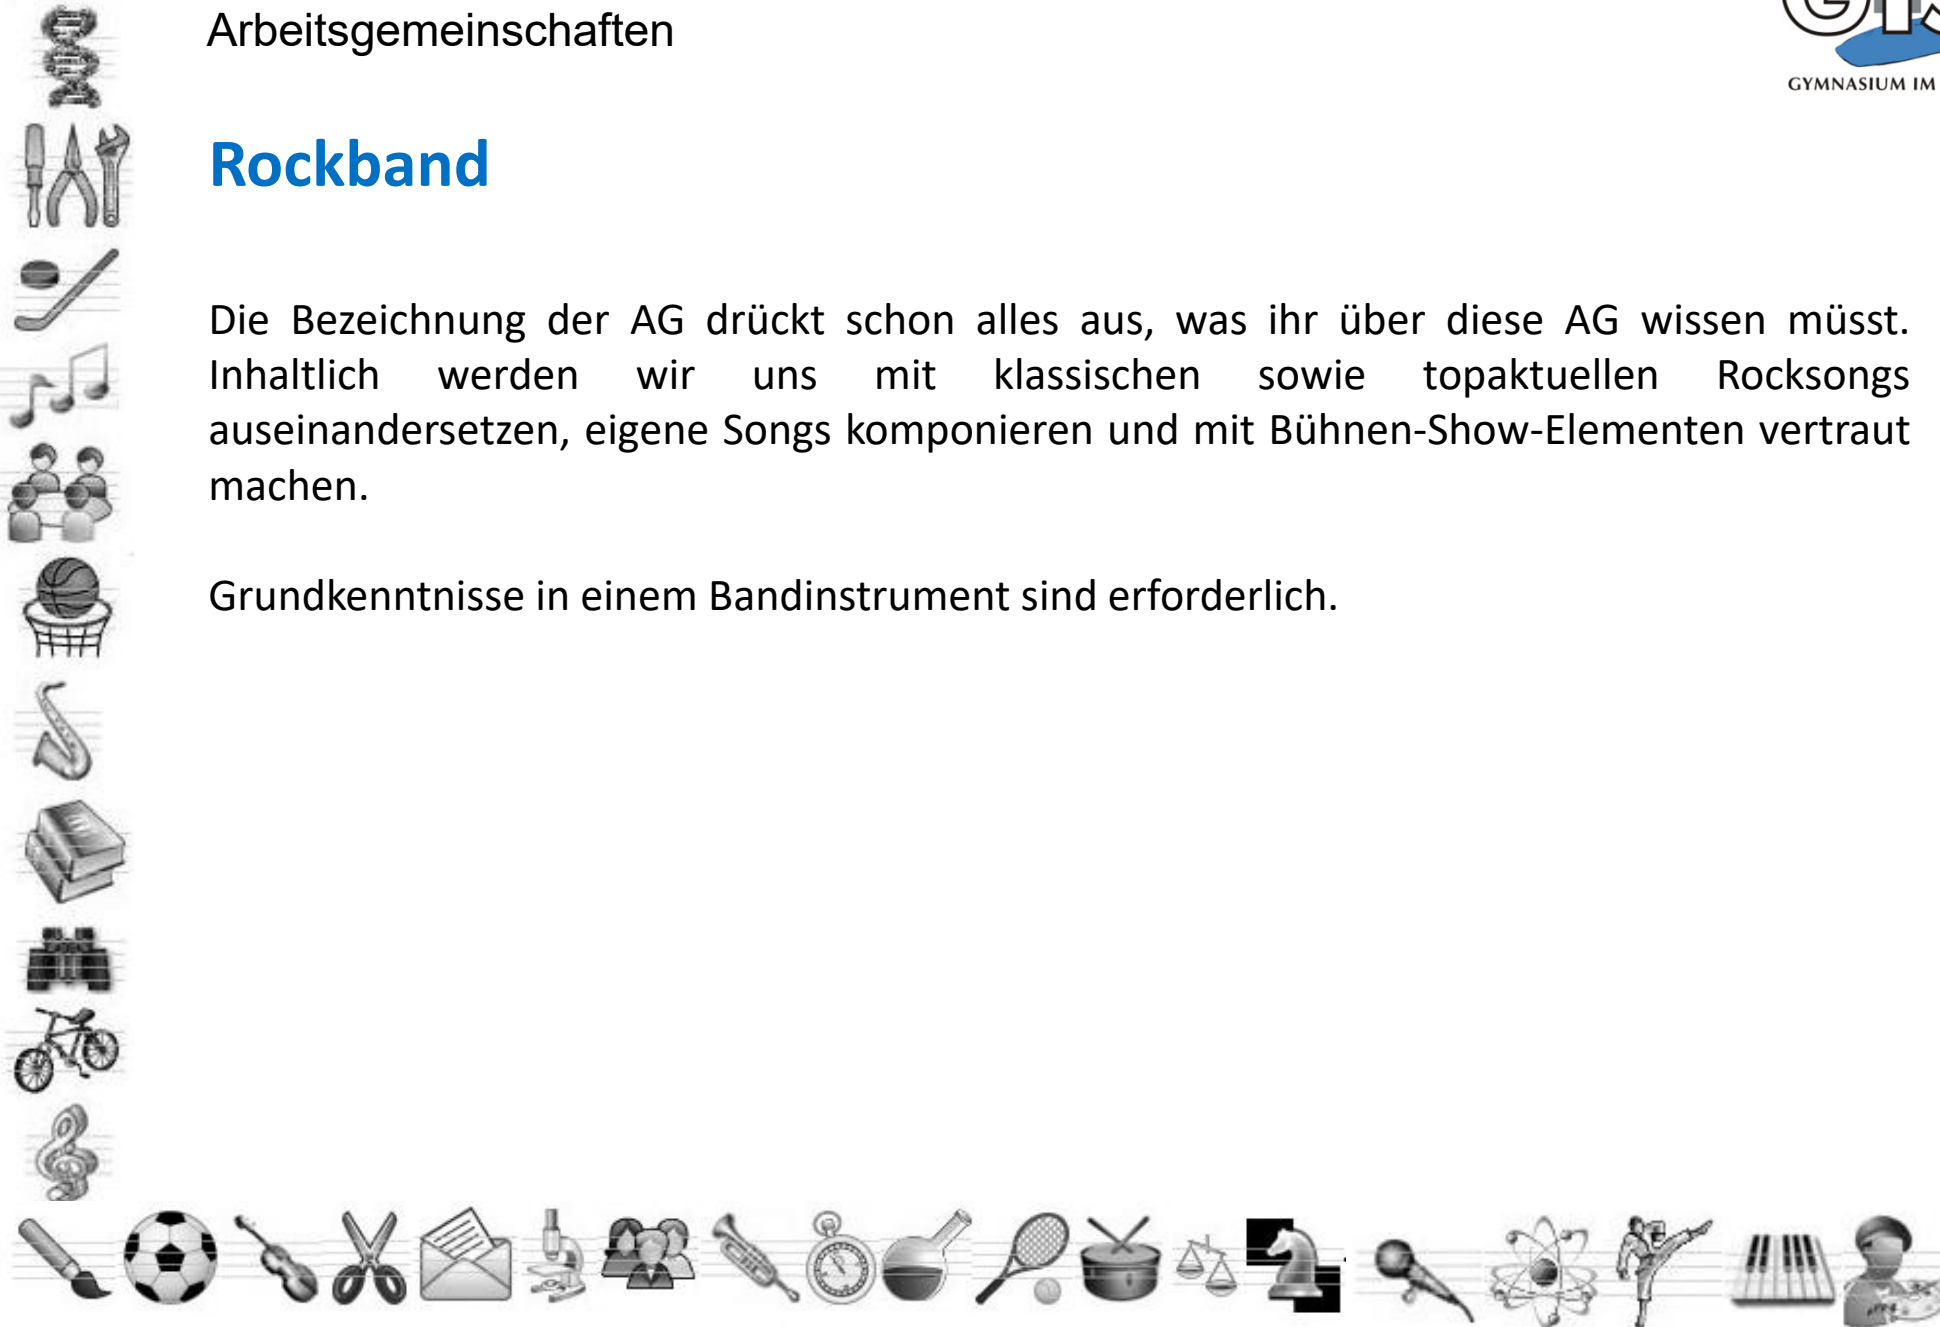 Arbeitsgemeinschaften
GYMNASIUM IM
Rockband
Die Bezeichnung der AG drückt schon alles aus, was ihr über diese AG wissen müsst.
Inhaltlich werden wir uns mit klassischen sowie topaktuellen Rocksongs
auseinandersetzen, eigene Songs komponieren und mit Bühnen-Show-Elementen vertraut
machen.
Grundkenntnisse in einem Bandinstrument sind erforderlich.